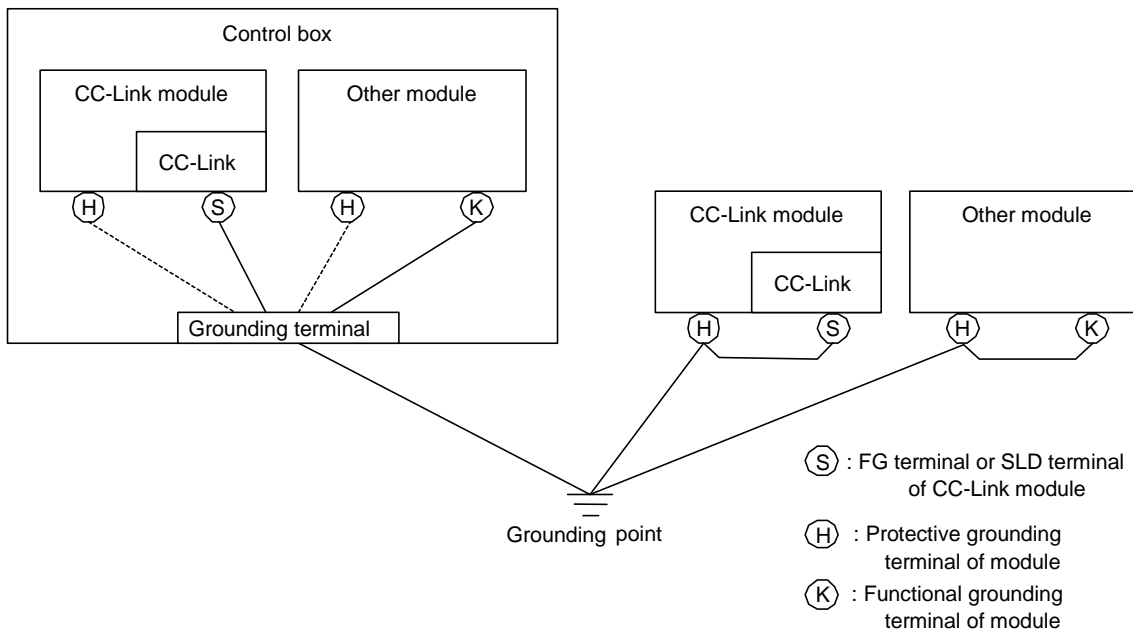 Control box
CC-Link module
Other module
CC-Link
H
S
H
K
Grounding terminal
CC-Link module
Other module
CC-Link
H
S
H
K
Grounding point
S : FG terminal or SLD terminal
of CC-Link module
H : Protective grounding
terminal of module
K : Functional grounding
terminal of module